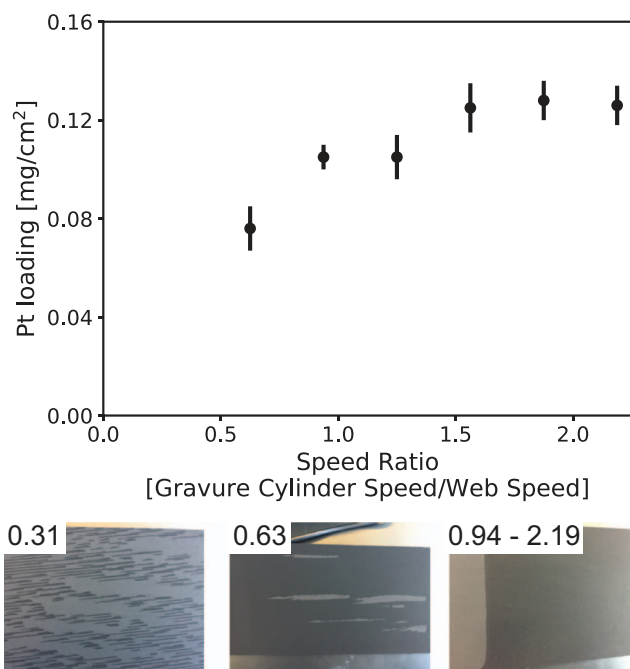 0.16
0.12
0.08
0.04
0.00
Pt loading [mg/cm²]
0.0 0.5 1.0 1.5 2.0
Speed Ratio
[Gravure Cylinder Speed/Web Speed]
0.31 0.63 0.94 - 2.19